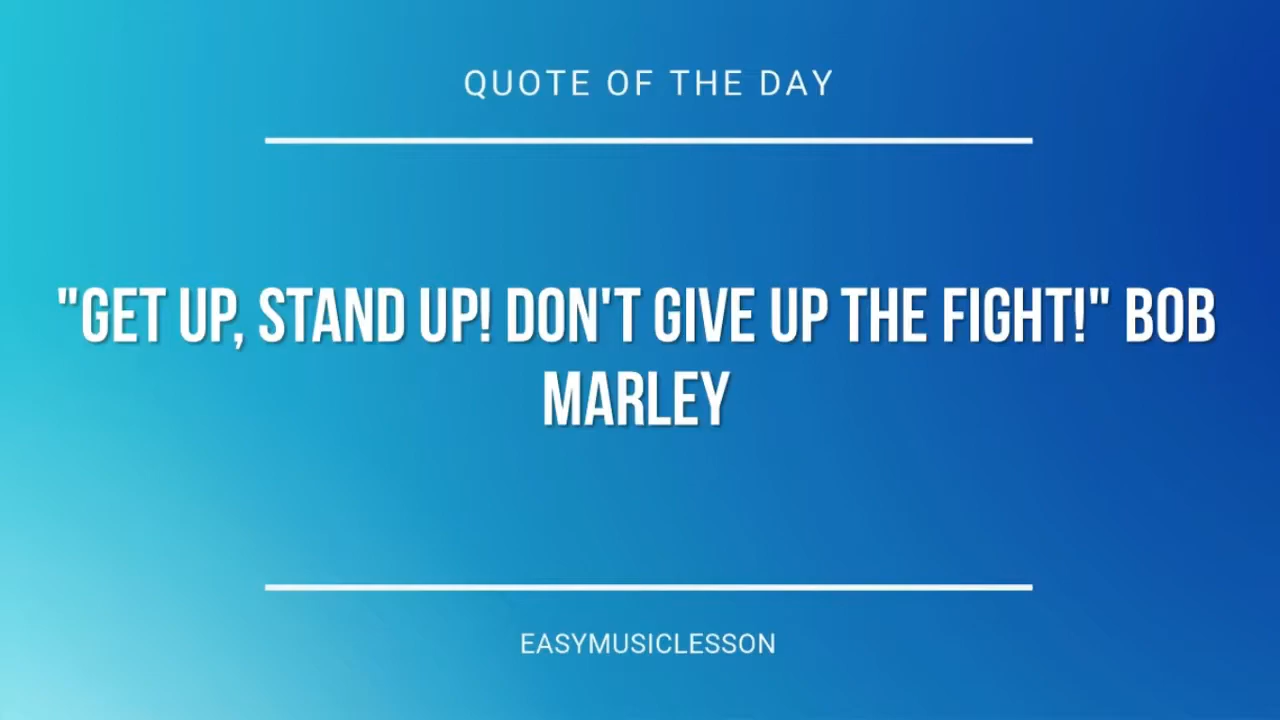 QUOTE OF THE DAY
"GET UP, STAND UP! DON'T GIVE UP THE FIGHT!" BOB
MARLEY
EASYMUSICLESSON